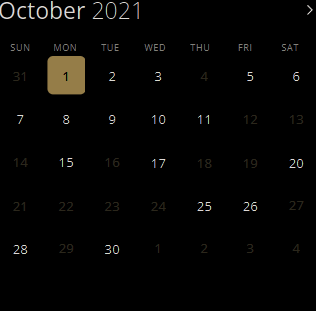 October 2021
SUN MON TUE WED THU FRI SAT
31 1 2 3 4 5 6
7 8 9 10 11 12 13
14 15 16 17 18 19 20
21 22 23 24 25 26 27
28 29 30 1 2 3 4